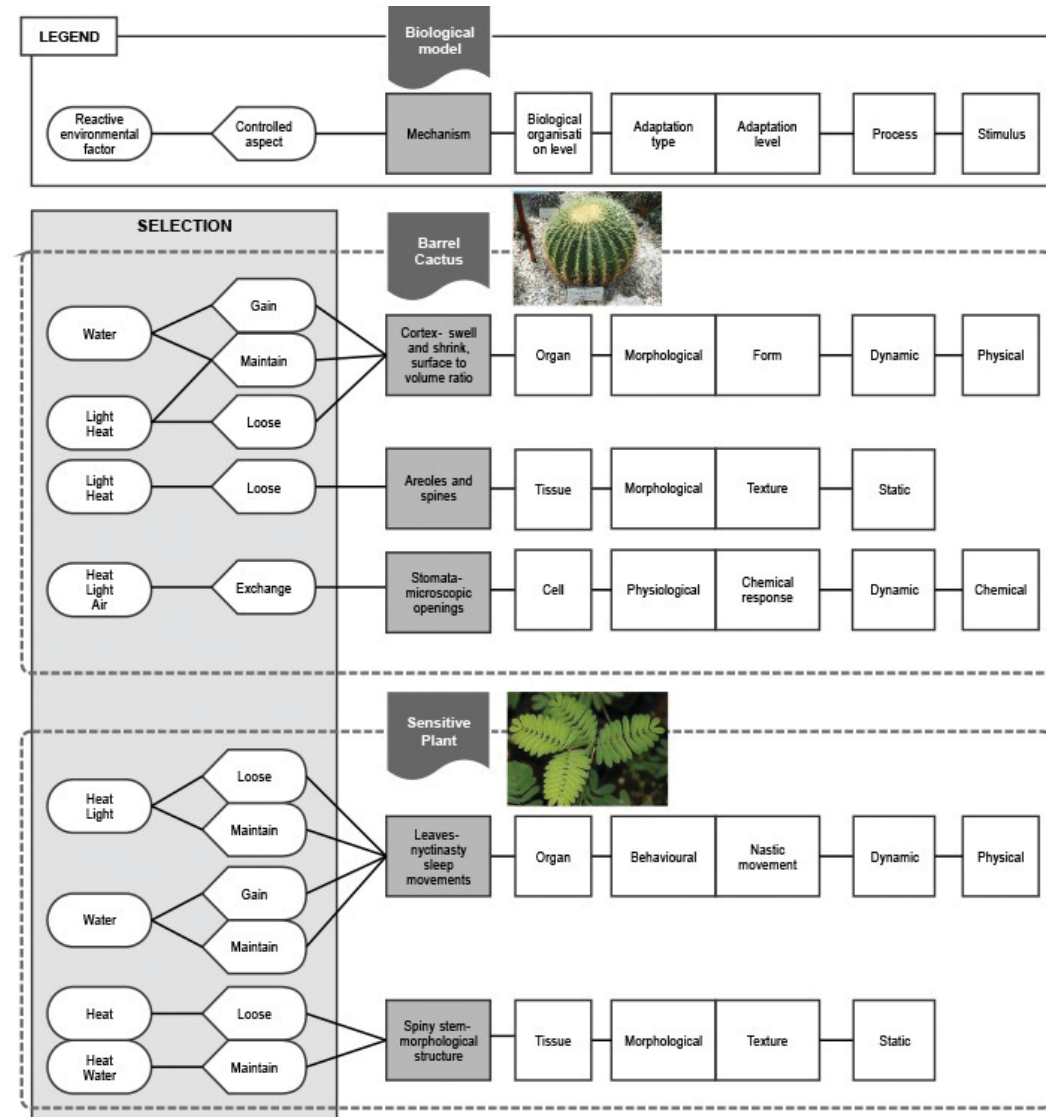 LEGEND
Biological
model
Reactive
environmental
factor
Controlled
aspect
Mechanism
Biological
organisati
on level
Adaptation
type
Adaptation
level
Process
Stimulus
SELECTION
Barrel
Cactus
Water
Gain
Maintain
Light
Heat
Loose
Cortex- swell
and shrink,
surface to
volume ratio
Organ
Morphological
Form
Dynamic
Physical
Light
Heat
Loose
Areoles and
spines
Tissue
Morphological
Texture
Static
Heat
Light
Air
Exchange
Stomata-
microscopic
openings
Cell
Physiological
Chemical
response
Dynamic
Chemical
Sensitive
Plant
Heat
Light
Loose
Maintain
Water
Gain
Maintain
Leaves-
nyctinasty
sleep
movements
Organ
Behavioural
Nastic
movement
Dynamic
Physical
Heat
Loose
Heat
Water
Maintain
Spiny stem-
morphological
structure
Tissue
Morphological
Texture
Static